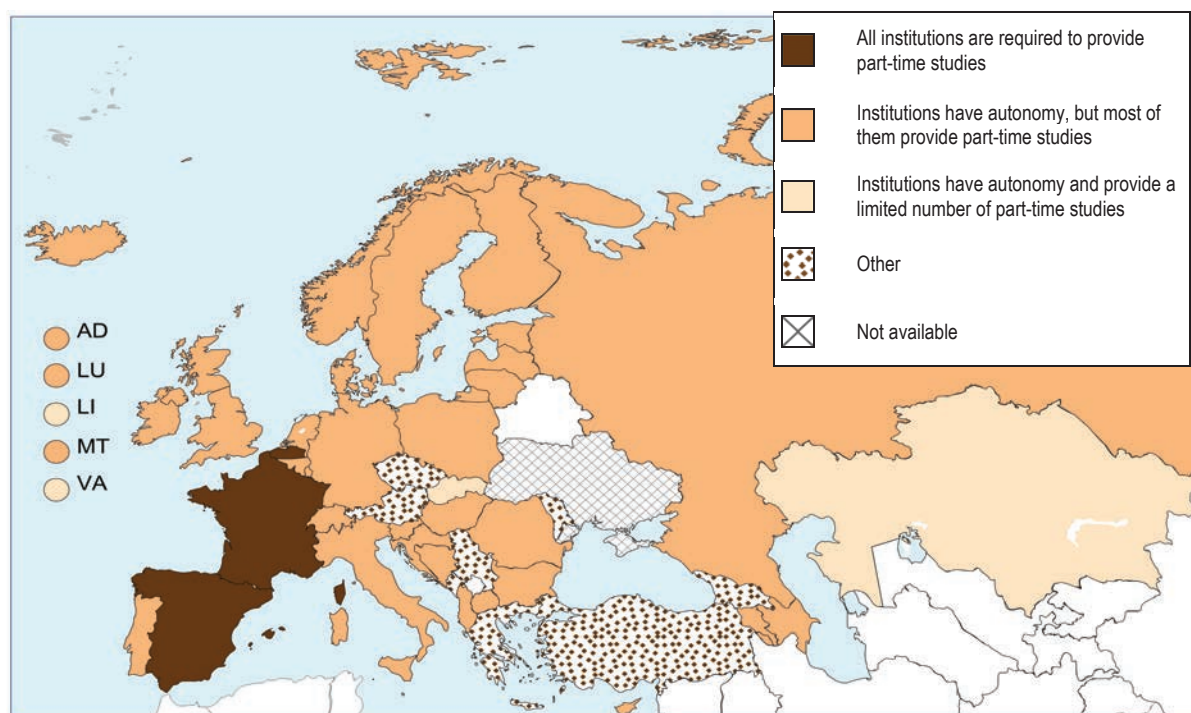 All institutions are required to provide
part-time studies
Institutions have autonomy, but most of
them provide part-time studies
Institutions have autonomy and provide a
limited number of part-time studies
Other
Not available
AD
LU
LI
MT
VA